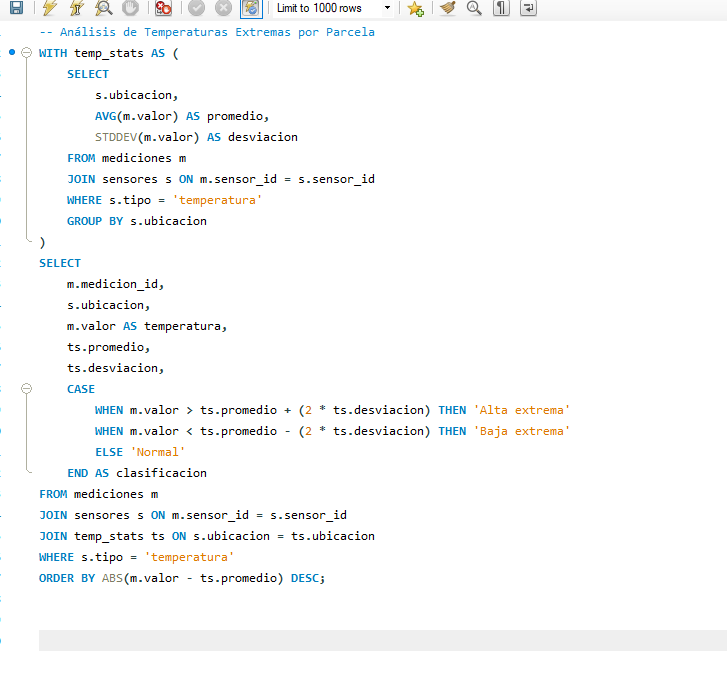 Limit to 1000 rows
-- Análisis de Temperaturas Extremas por Parcela
WITH temp_stats AS (
SELECT
s.ubicacion,
AVG(m.valor) AS promedio,
STDDEV(m.valor) AS desviacion
FROM mediciones m
JOIN sensores s ON m.sensor_id = s.sensor_id
WHERE s.tipo = 'temperatura'
GROUP BY s.ubicacion
)
SELECT
m.medicion_id,
s.ubicacion,
m.valor AS temperatura,
ts.promedio,
ts.desviacion,
CASE
WHEN m.valor > ts.promedio + (2 * ts.desviacion) THEN 'Alta extrema'
WHEN m.valor < ts.promedio - (2 * ts.desviacion) THEN 'Baja extrema'
ELSE 'Normal'
END AS clasificacion
FROM mediciones m
JOIN sensores s ON m.sensor_id = s.sensor_id
JOIN temp_stats ts ON s.ubicacion = ts.ubicacion
WHERE s.tipo = 'temperatura'
ORDER BY ABS(m.valor - ts.promedio) DESC;